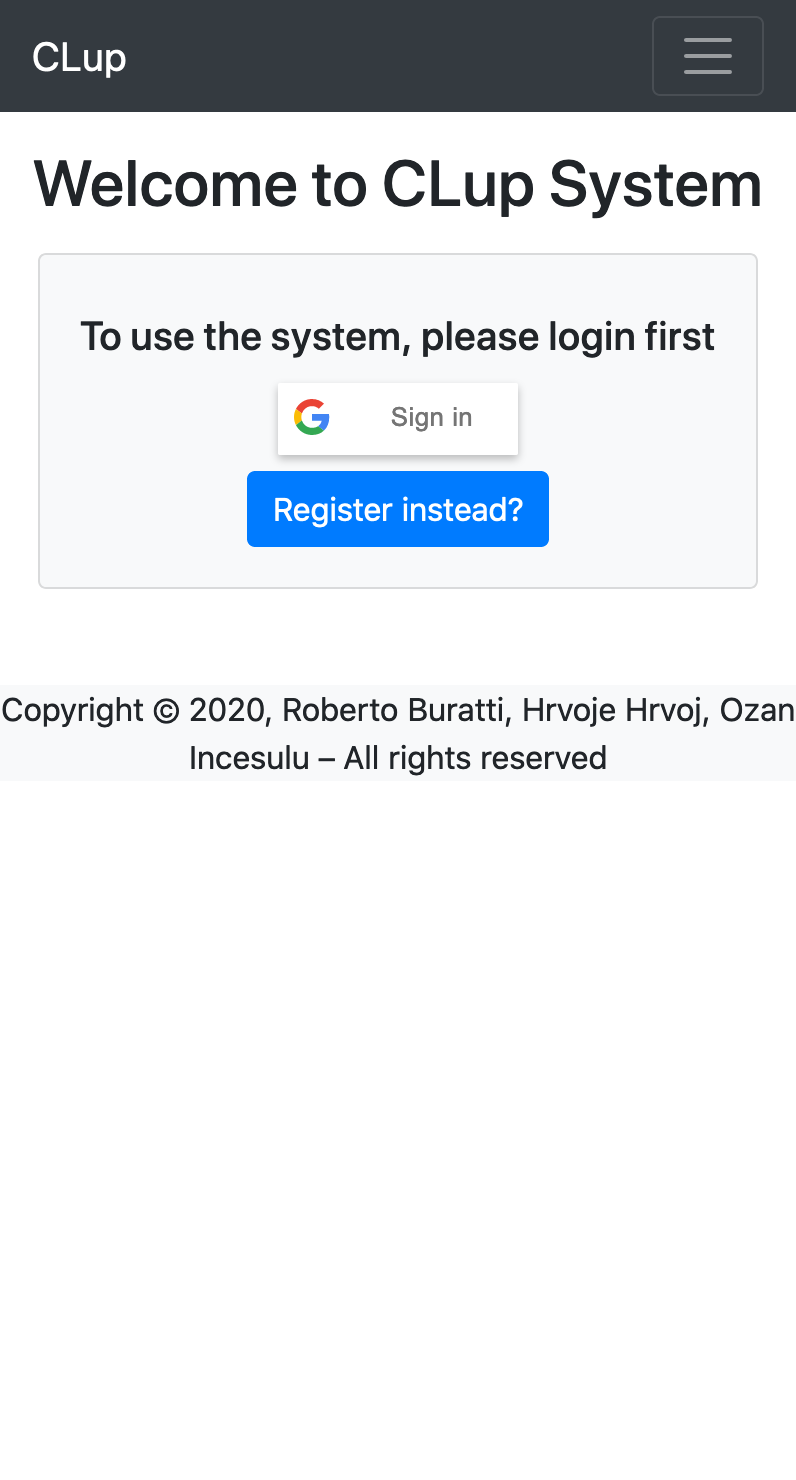 CLup
Welcome to CLup System
To use the system, please login first
Sign in
Register instead?
Copyright © 2020, Roberto Buratti, Hrvoje Hrvoj, Ozan
Incesulu – All rights reserved